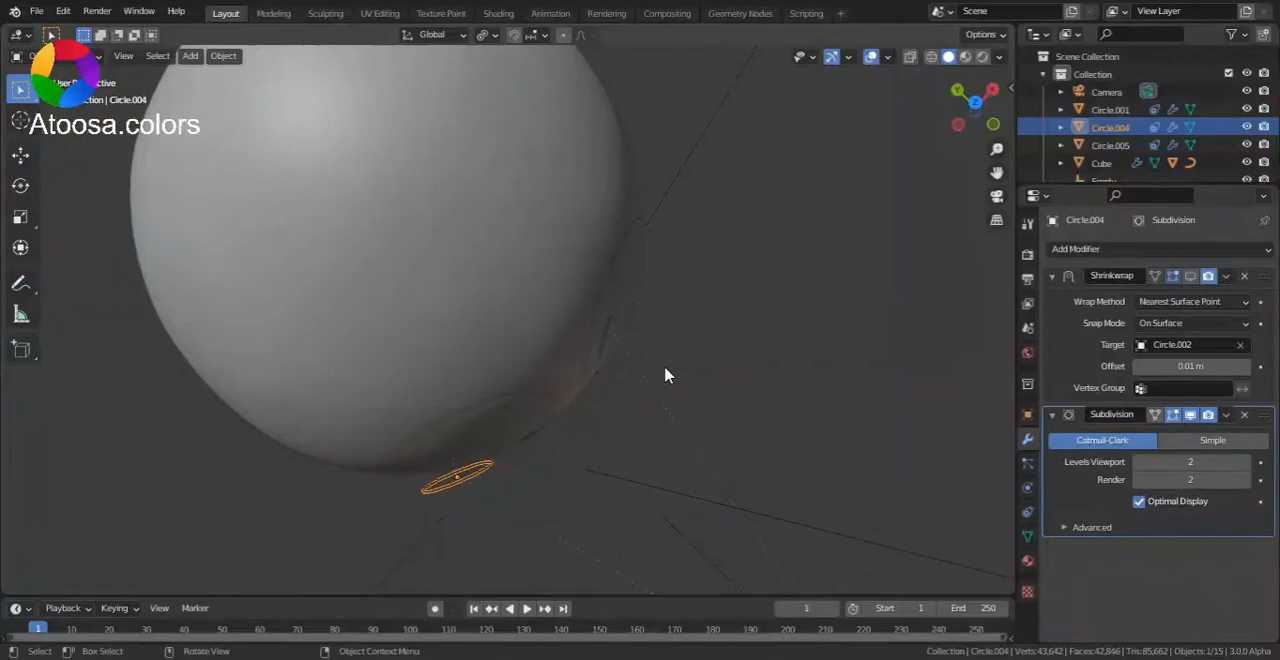 File Edit Render Window Help
Layout Modeling Sculpting UV Editing Texture Paint Shading Animation Rendering Compositing Geometry Nodes Scripting +
Scene
View Layer
Global
Options
View Select Add Object
Perspective
Collection | Circle.004
Atoosa.colors
Y X Z
Scene Collection
Collection
Camera
Circle.001
Circle.004
Circle.005
Cube
Circle.004 Subdivision
Add Modifier
Shrinkwrap
Wrap Method Nearest Surface Point
Snap Mode On Surface
Target Circle.002
Offset 0.01 m
Vertex Group
Subdivision
Catmull-Clark Simple
Levels Viewport 2
Render 2
Optimal Display
Advanced
Playback Keying View Marker
1 Start 1 End 250
1 10 20 30 40 50 60 70 80 90 100 110 120 130 140 150 160 170 180 190 200 210 220 230 240 250
Select Box Select Rotate View Object Context Menu
Collection | Circle.004 | Verts:43,642 | Faces:42,846 | Tris:85,662 | Objects:1/15 | 3.0.0 Alpha